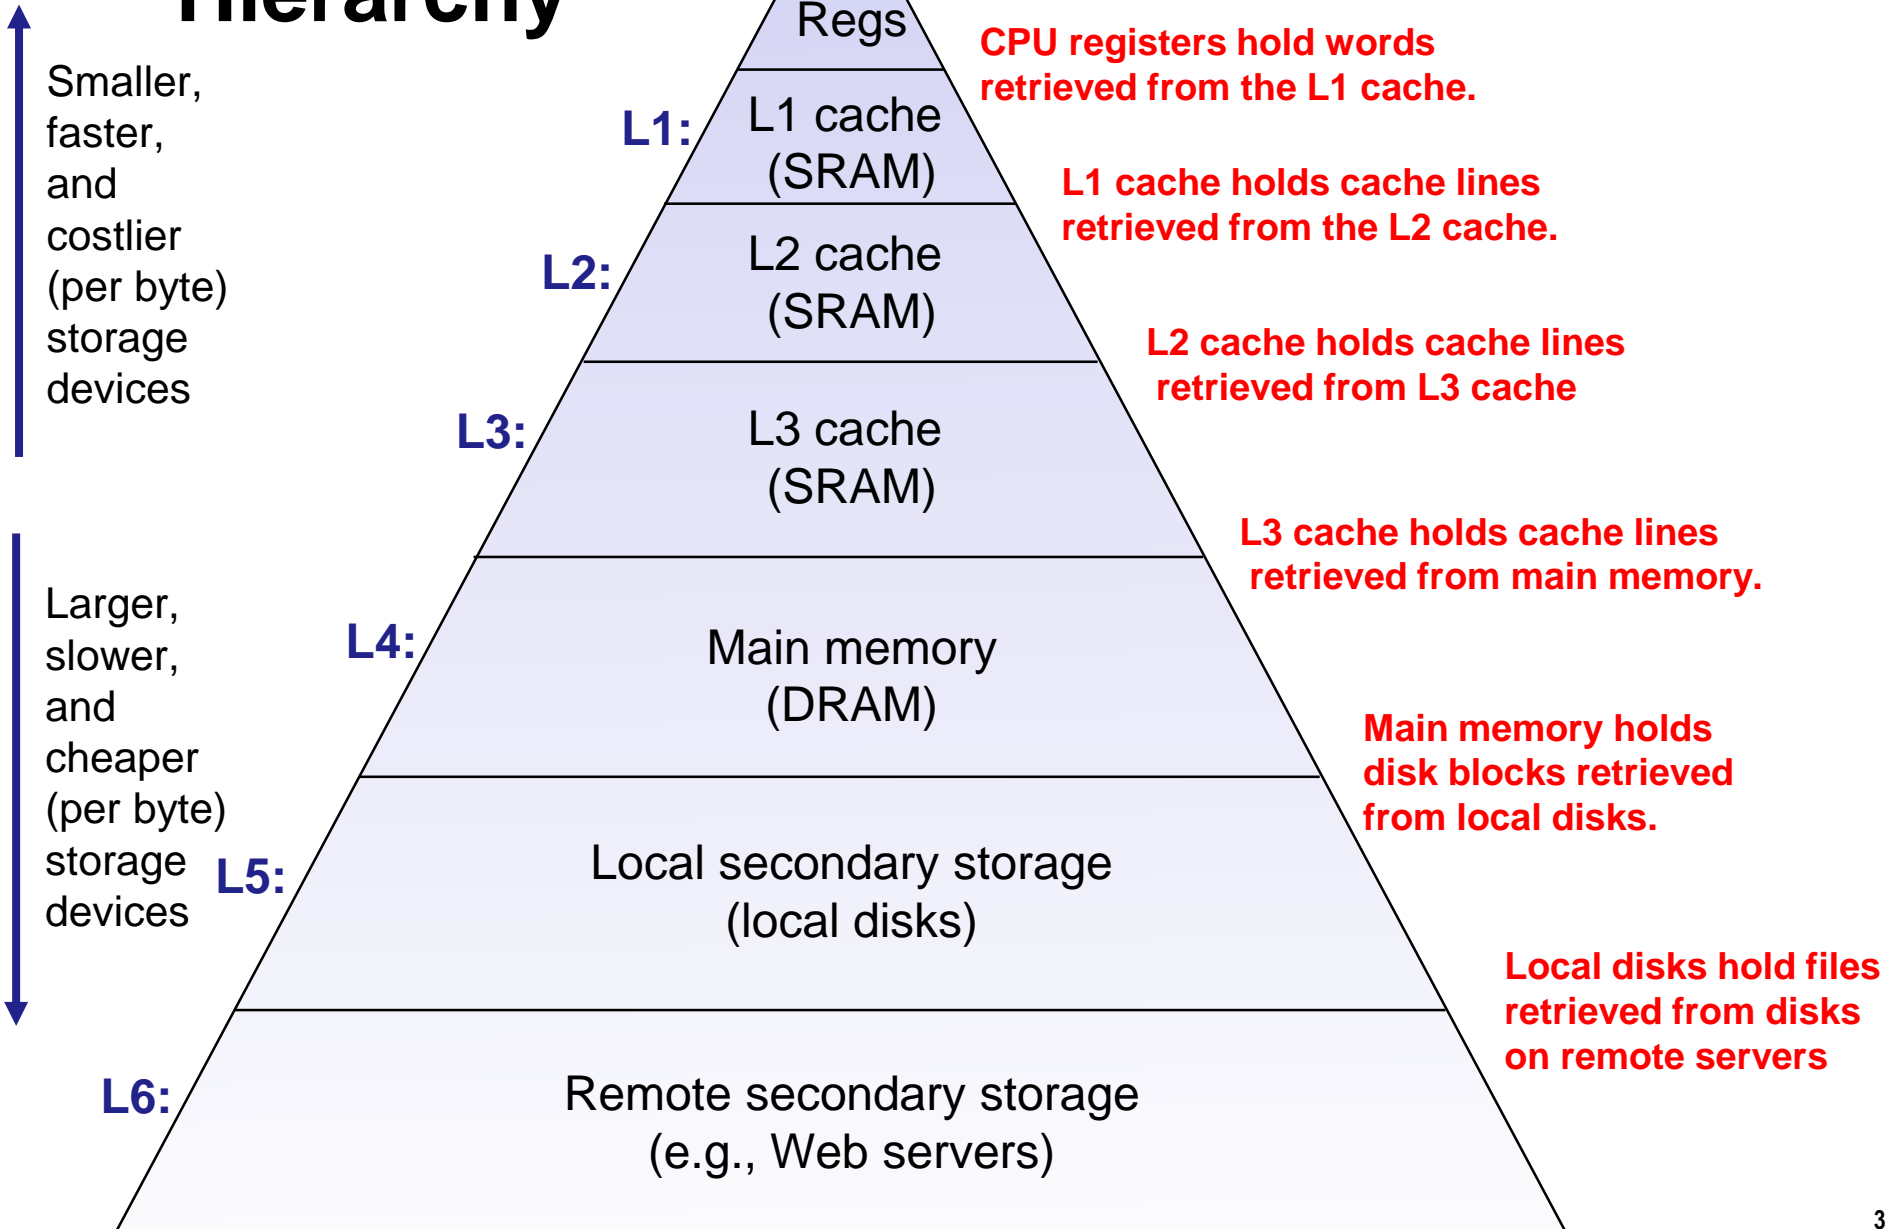 Hierarchy
Regs
CPU registers hold words
retrieved from the L1 cache.
Smaller,
faster,
and
costlier
(per byte)
storage
devices
L1:
L1 cache
(SRAM)
L1 cache holds cache lines
retrieved from the L2 cache.
L2:
L2 cache
(SRAM)
L2 cache holds cache lines
retrieved from L3 cache
L3:
L3 cache
(SRAM)
L3 cache holds cache lines
retrieved from main memory.
Larger,
slower,
and
cheaper
(per byte)
storage
devices
L4:
Main memory
(DRAM)
Main memory holds
disk blocks retrieved
from local disks.
L5:
Local secondary storage
(local disks)
Local disks hold files
retrieved from disks
on remote servers
L6:
Remote secondary storage
(e.g., Web servers)
3